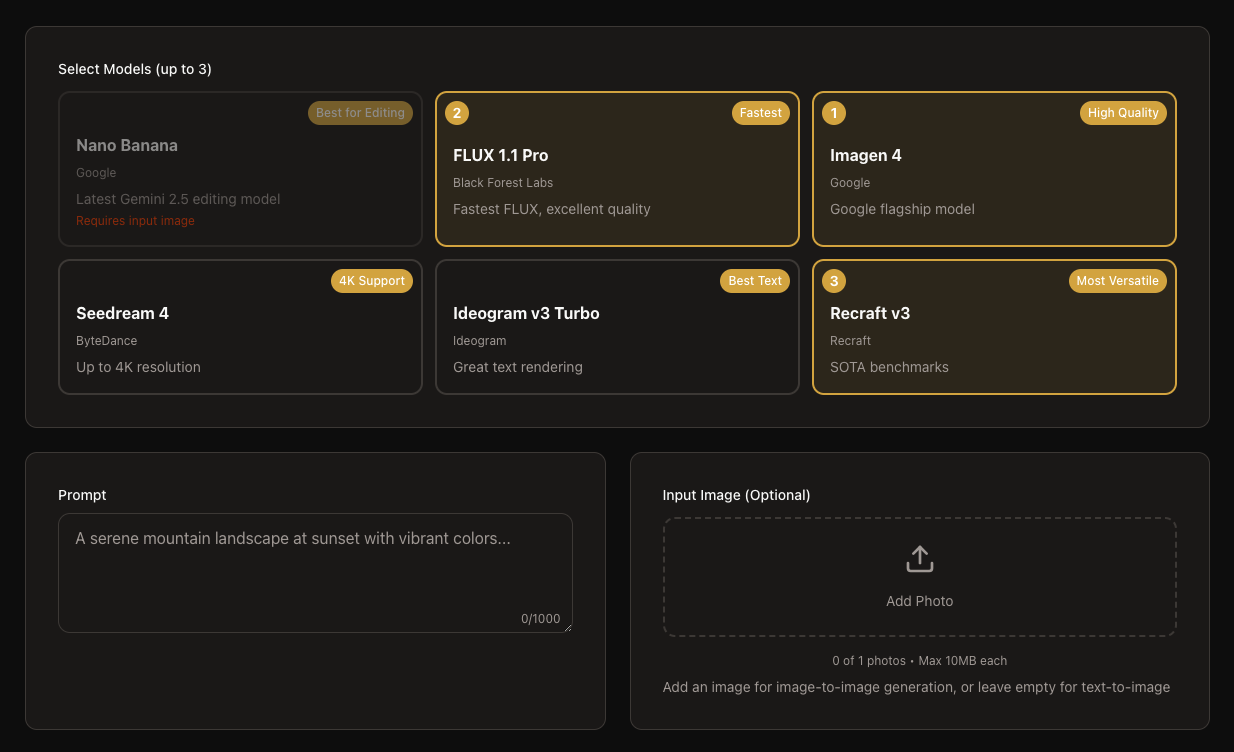 Select Models (up to 3)
Best for Editing
Nano Banana
Google
Latest Gemini 2.5 editing model
Requires input image
2
Fastest
FLUX 1.1 Pro
Black Forest Labs
Fastest FLUX, excellent quality
1
High Quality
Imagen 4
Google
Google flagship model
4K Support
Seedream 4
ByteDance
Up to 4K resolution
Best Text
Ideogram v3 Turbo
Ideogram
Great text rendering
3
Most Versatile
Recraft v3
Recraft
SOTA benchmarks
Prompt
A serene mountain landscape at sunset with vibrant colors...
0/1000
Input Image (Optional)
Add Photo
0 of 1 photos • Max 10MB each
Add an image for image-to-image generation, or leave empty for text-to-image